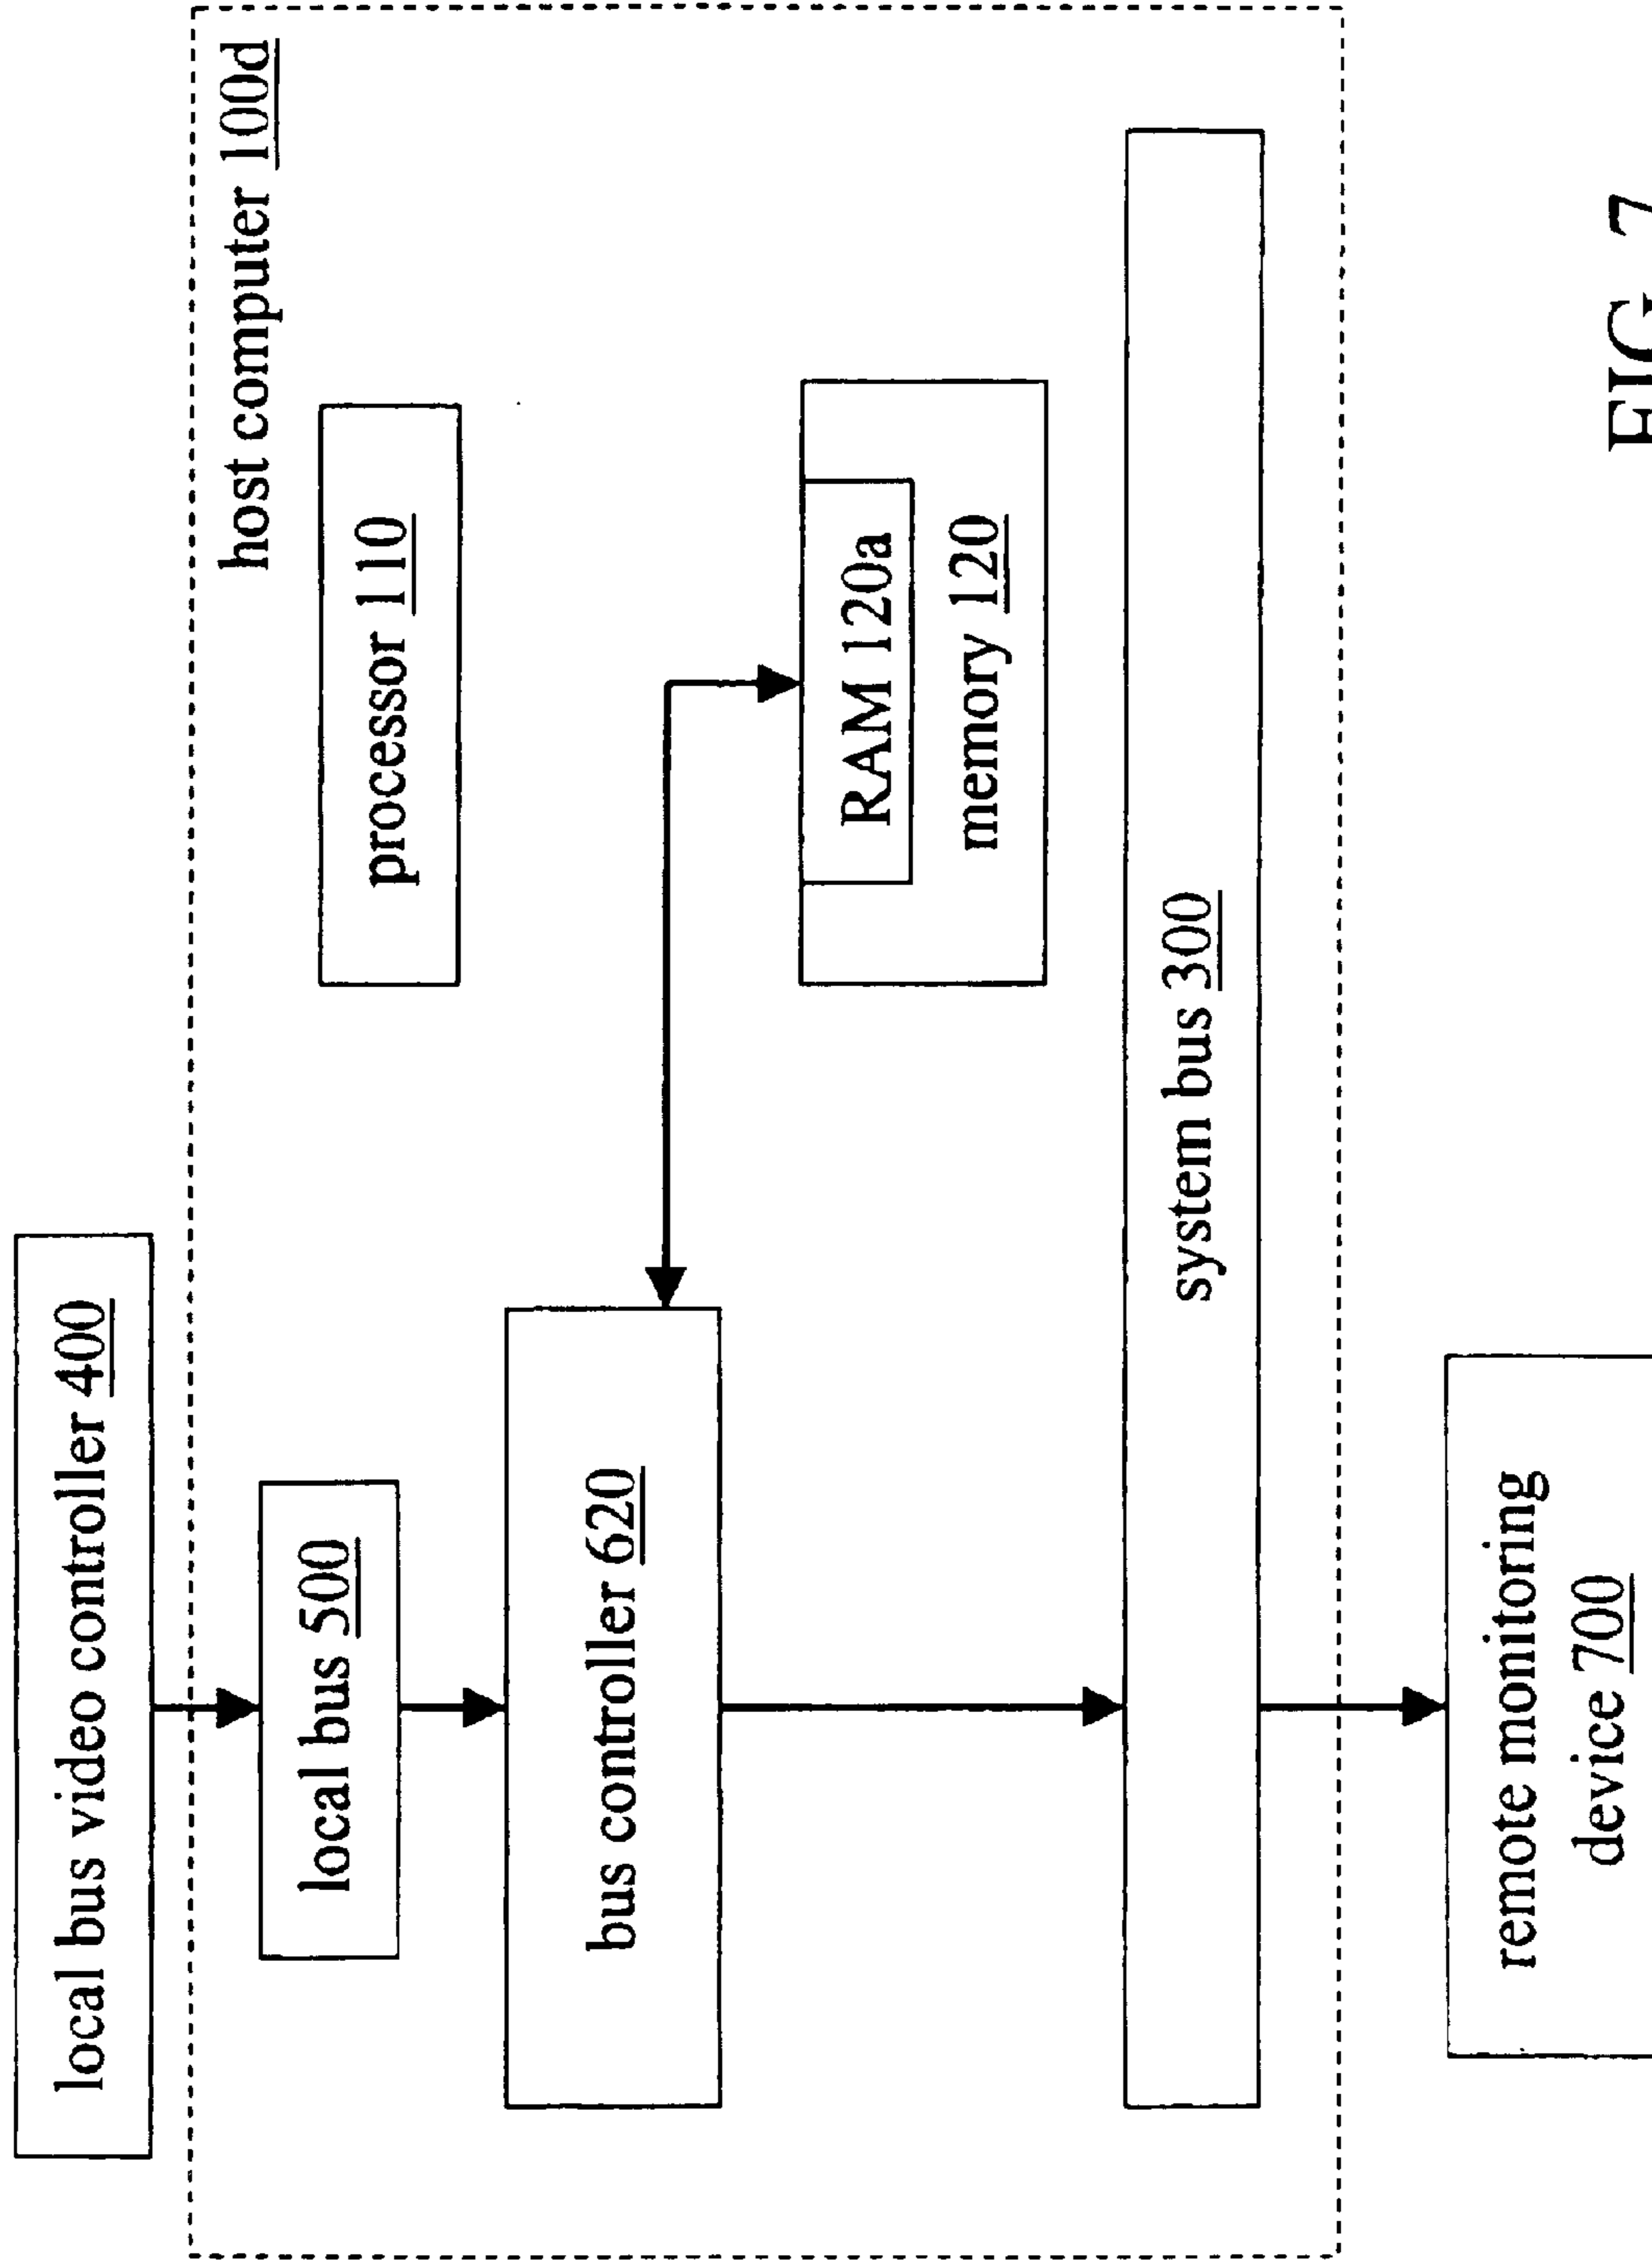 local bus video controller 400
host computer 100d
local bus 500
processor 110
bus controller 620
RAM 120a
memory 120
system bus 300
remote monitoring
device 700
FIG. 7